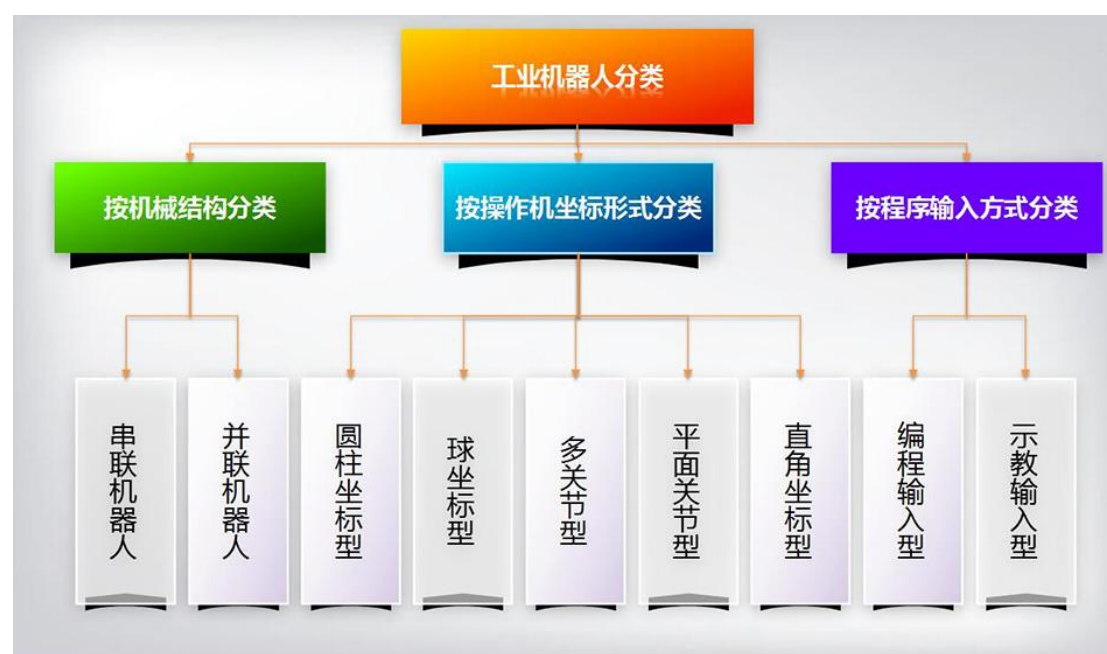 工业机器人分类
按机械结构分类
按操作机坐标形式分类
按程序输入方式分类
串联机器人
并联机器人
圆柱坐标型
球坐标型
多关节型
平面关节型
直角坐标型
编程输入型
示教输入型